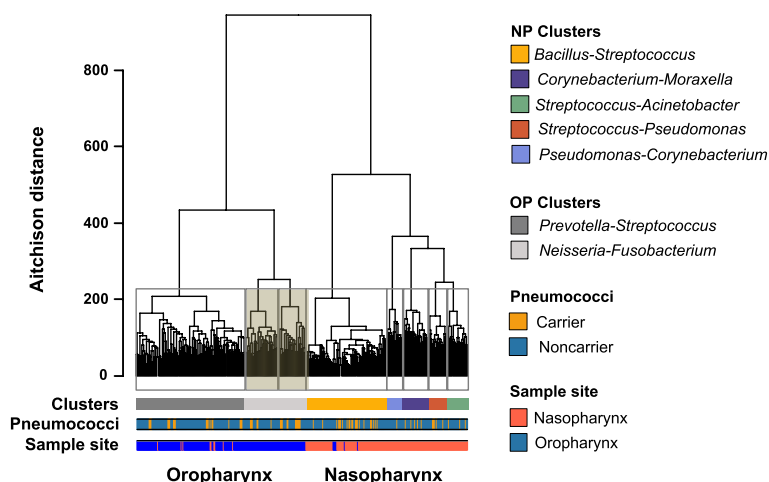 Aitchison distance
800
600
400
200
0
Clusters
Pneumococci
Sample site
Oropharynx Nasopharynx
NP Clusters
Bacillus-Streptococcus
Corynebacterium-Moraxella
Streptococcus-Acinetobacter
Streptococcus-Pseudomonas
Pseudomonas-Corynebacterium
OP Clusters
Prevotella-Streptococcus
Neisseria-Fusobacterium
Pneumococci
Carrier
Noncarrier
Sample site
Nasopharynx
Oropharynx